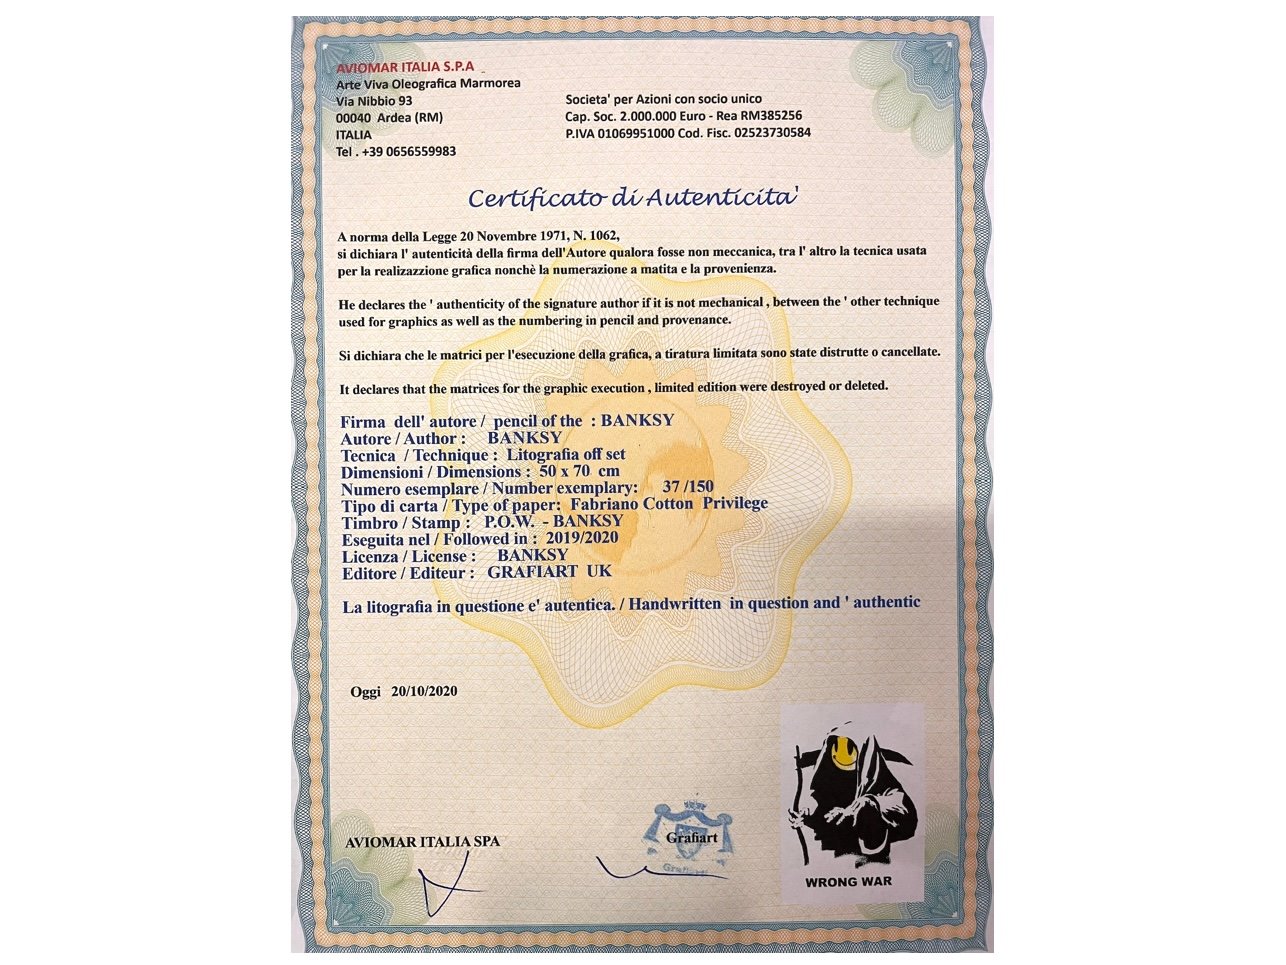 AVIOMAR ITALIA S.P.A _
Arte Viva Oleografica Marmorea
Via Nibbio 93
00040 Ardea (RM)
ITALIA
Tel . +39 0656559983
Societa' per Azioni con socio unico
Cap. Soc. 2.000.000 Euro - Rea RM385256
P.IVA 01069951000 Cod. Fisc. 02523730584
Certificato di Autenticita'
A norma della Legge 20 Novembre 1971, N. 1062,
si dichiara l' autenticità della firma dell'Autore qualora fosse non meccanica, tra l' altro la tecnica usata
per la realizazzione grafica nonchè la numerazione a matita e la provenienza.
He declares the ' authenticity of the signature author if it is not mechanical , between the ' other technique
used for graphics as well as the numbering in pencil and provenance.
Si dichiara che le matrici per l'esecuzione della grafica, a tiratura limitata sono state distrutte o cancellate.
It declares that the matrices for the graphic execution , limited edition were destroyed or deleted.
Firma dell' autore / pencil of the : BANKSY
Autore / Author : BANKSY
Tecnica / Technique : Litografia off set
Dimensioni / Dimensions : 50 x 70 cm
Numero esemplare / Number exemplary: 37 /150
Tipo di carta / Type of paper: Fabriano Cotton Privilege
Timbro / Stamp : P.O.W. - BANKSY
Eseguita nel / Followed in : 2019/2020
Licenza / License : BANKSY
Editore / Editeur : GRAFIART UK
La litografia in questione e' autentica. / Handwritten in question and ' authentic
Oggi 20/10/2020
AVIOMAR ITALIA SPA
Grafiart
Grafiart
WRONG WAR